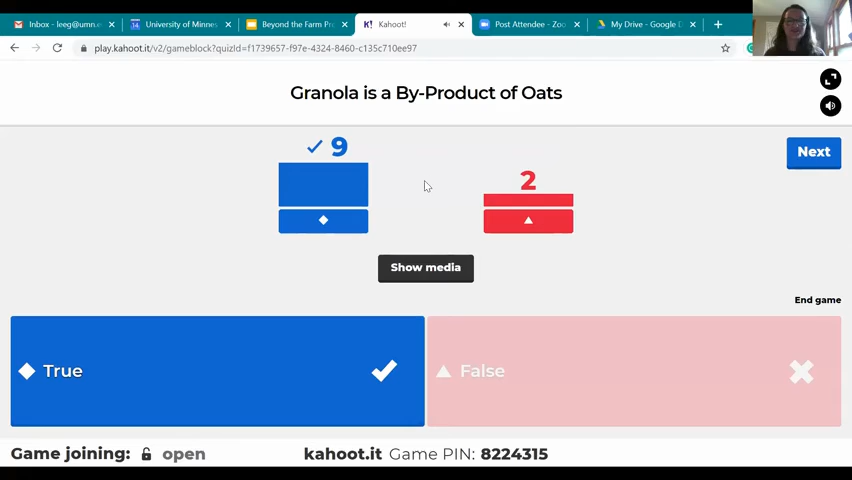 Inbox - leeg@umn.e
University of Minnes
Beyond the Farm Pre
Kahoot!
Post Attendee - Zoo
My Drive - Google D
play.kahoot.it/v2/gameblock?quizId=f1739657-f97e-4324-8460-c135c710ee97
Granola is a By-Product of Oats
9
2
Next
Show media
End game
True
False
Game joining: open
kahoot.it Game PIN: 8224315